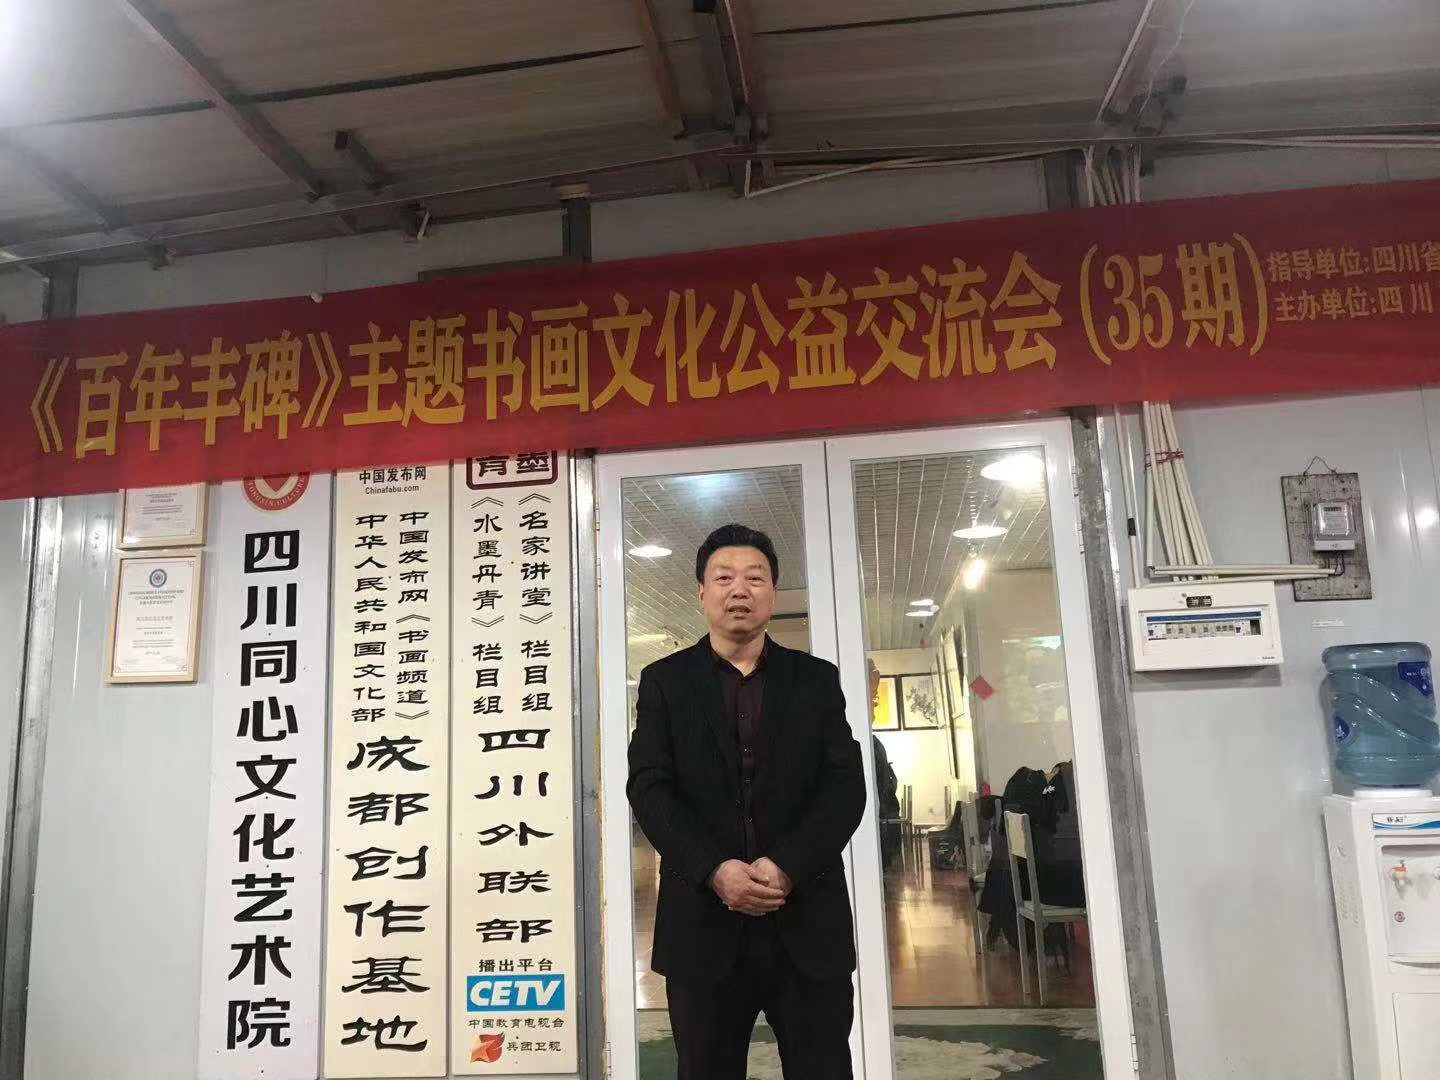 《百年丰碑》主题书画文化公益交流会(35期)
指导单位:四川省
主办单位:四川
四川同心文化艺术院
中国发布网
Chinafabu.com
中国发布网《书画频道》
中华人民共和国文化部
成都创作基地
《名家讲堂》栏目组
《水墨丹青》栏目组
四川外联部
播出平台
CETV
中国教育电视台
兵团卫视